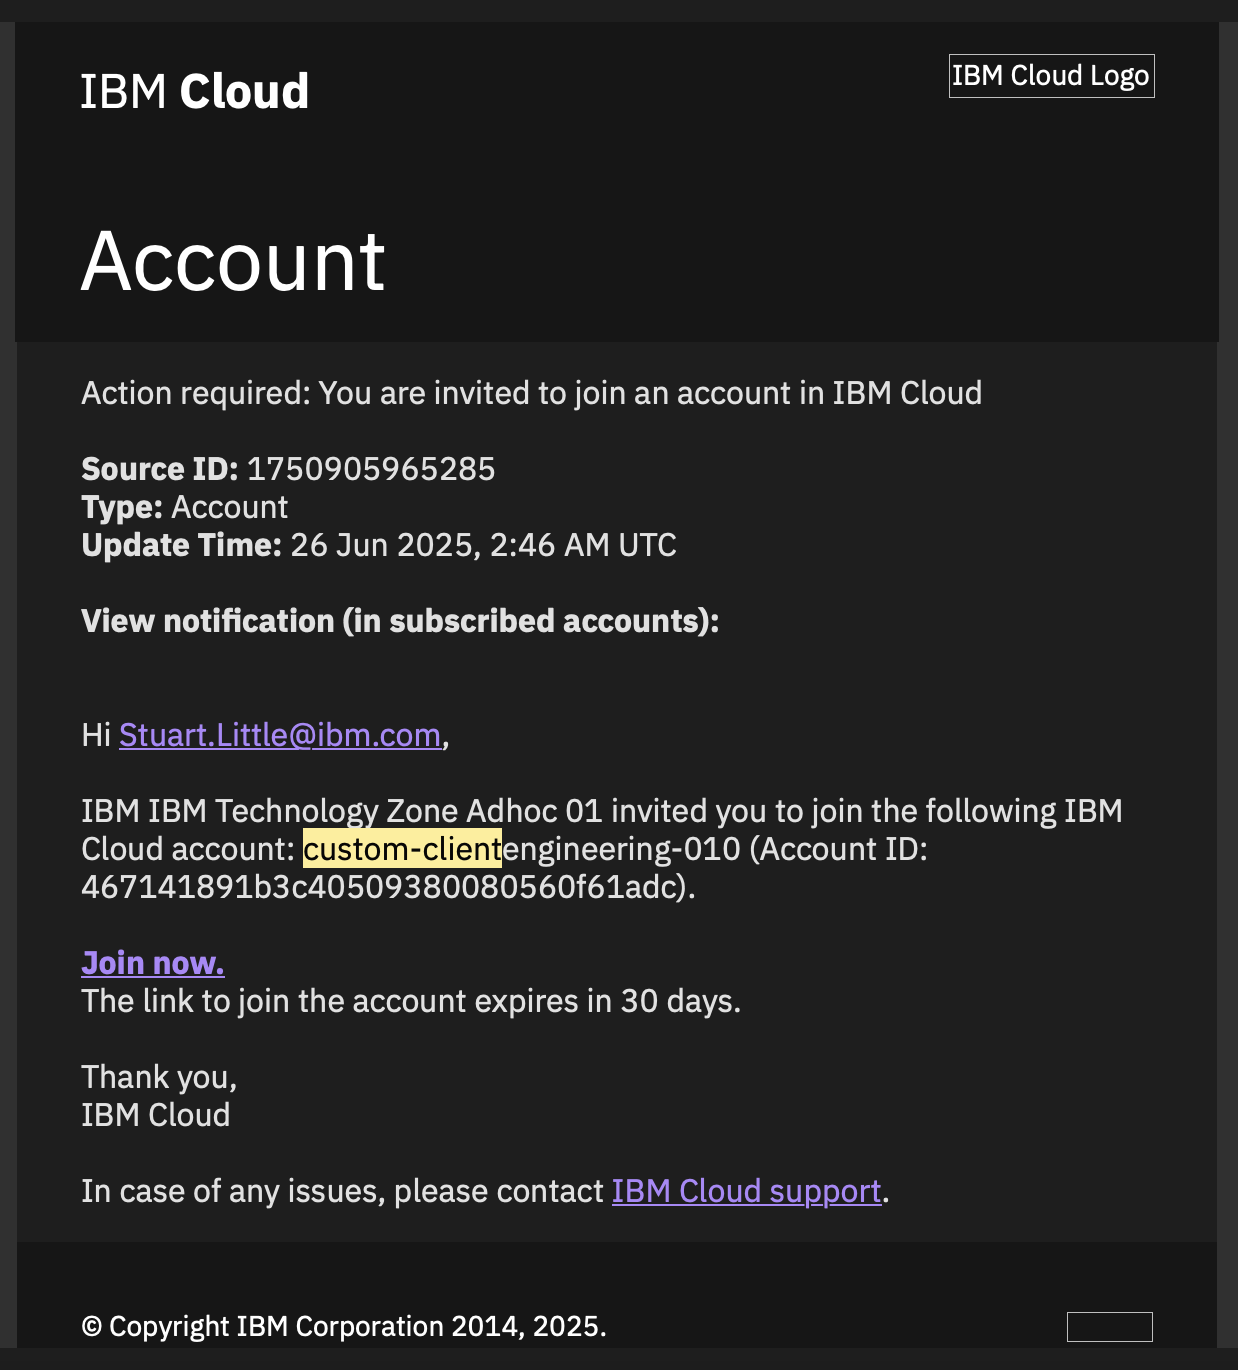 IBM Cloud
IBM Cloud Logo
Account
Action required: You are invited to join an account in IBM Cloud
Source ID: 1750905965285
Type: Account
Update Time: 26 Jun 2025, 2:46 AM UTC
View notification (in subscribed accounts):
Hi Stuart.Little@ibm.com,
IBM IBM Technology Zone Adhoc 01 invited you to join the following IBM
Cloud account: custom-clientengineering-010 (Account ID:
467141891b3c40509380080560f61adc).
Join now.
The link to join the account expires in 30 days.
Thank you,
IBM Cloud
In case of any issues, please contact IBM Cloud support.
© Copyright IBM Corporation 2014, 2025.